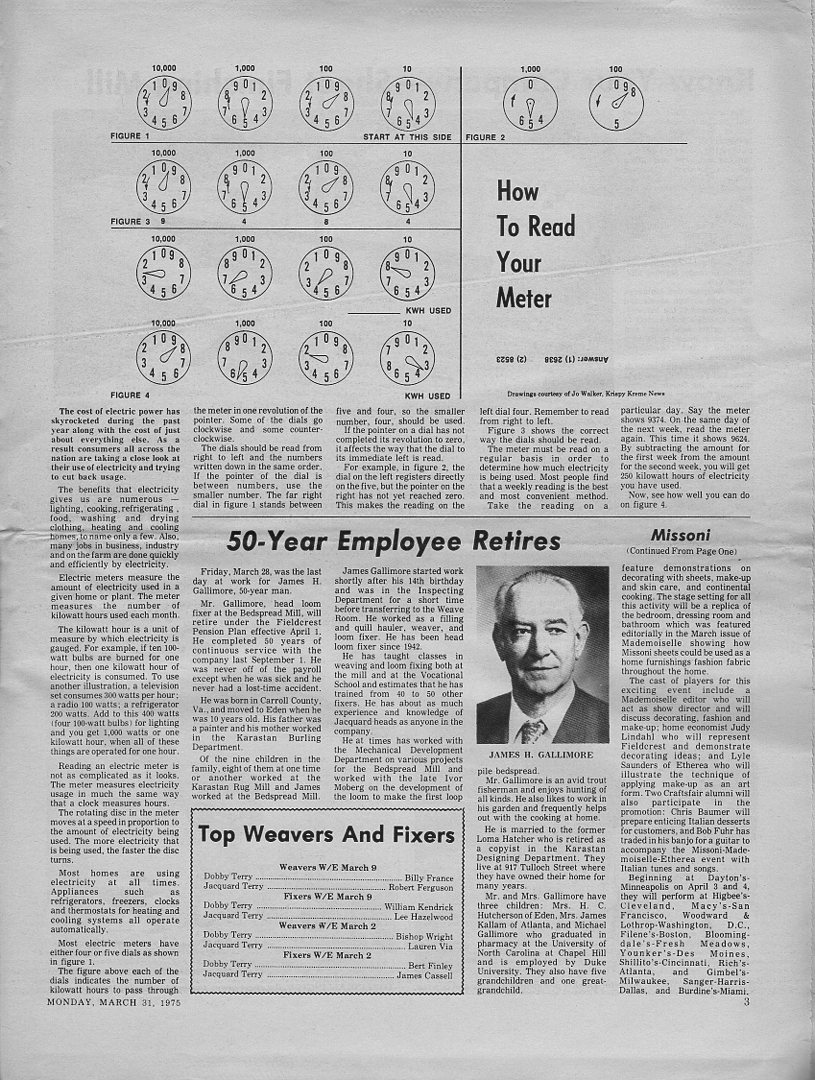 10,000 1,000 100 10
FIGURE 1 START AT THIS SIDE
1,000 100
FIGURE 2
10,000 1,000 100 10
FIGURE 3 9 4 8 4
10,000 1,000 100 10
KWH USED
10,000 1,000 100 10
FIGURE 4 KWH USED
How
To Read
Your
Meter
Answer: (1) 2638 (2) 8523
Drawings courtesy of Jo Walker, Krispy Kreme News
The cost of electric power has
skyrocketed during the past
year along with the cost of just
about everything else. As a
result consumers all across the
nation are taking a close look at
their use of electricity and trying
to cut back usage.
The benefits that electricity
gives us are numerous —
lighting, cooking, refrigerating,
food, washing and drying
clothing, heating and cooling
homes, to name only a few. Also,
many jobs in business, industry
and on the farm are done quickly
and efficiently by electricity.
Electric meters measure the
amount of electricity used in a
given home or plant. The meter
measures the number of
kilowatt hours used each month.
The kilowatt hour is a unit of
measure by which electricity is
gauged. For example, if ten 100-
watt bulbs are burned for one
hour, then one kilowatt hour of
electricity is consumed. To use
another illustration, a television
set consumes 300 watts per hour;
a radio 100 watts; a refrigerator
200 watts. Add to this 400 watts
(four 100-watt bulbs) for lighting
and you get 1,000 watts or one
kilowatt hour, when all of these
things are operated for one hour.
Reading an electric meter is
not as complicated as it looks.
The meter measures electricity
usage in much the same way
that a clock measures hours.
The rotating disc in the meter
moves at a speed in proportion to
the amount of electricity being
used. The more electricity that
is being used, the faster the disc
turns.
Most homes are using
electricity at all times.
Appliances such as
refrigerators, freezers, clocks
and thermostats for heating and
cooling systems all operate
automatically.
Most electric meters have
either four or five dials as shown
in figure 1.
The figure above each of the
dials indicates the number of
kilowatt hours to pass through
the meter in one revolution of the
pointer. Some of the dials go
clockwise and some counter-
clockwise.
The dials should be read from
right to left and the numbers
written down in the same order.
If the pointer of the dial is
between numbers, use the
smaller number. The far right
dial in figure 1 stands between
five and four, so the smaller
number, four, should be used.
If the pointer on a dial has not
completed its revolution to zero,
it affects the way that the dial to
its immediate left is read.
For example, in figure 2, the
dial on the left registers directly
on the five, but the pointer on the
right has not yet reached zero.
This makes the reading on the
left dial four. Remember to read
from right to left.
Figure 3 shows the correct
way the dials should be read.
The meter must be read on a
regular basis in order to
determine how much electricity
is being used. Most people find
that a weekly reading is the best
and most convenient method.
Take the reading on a
particular day. Say the meter
shows 9374. On the same day of
the next week, read the meter
again. This time it shows 9624.
By subtracting the amount for
the first week from the amount
for the second week, you will get
250 kilowatt hours of electricity
you have used.
Now, see how well you can do
on figure 4.
50-Year Employee Retires
Friday, March 28, was the last
day at work for James H.
Gallimore, 50-year man.
Mr. Gallimore, head loom
fixer at the Bedspread Mill, will
retire under the Fieldcrest
Pension Plan effective April 1.
He completed 50 years of
continuous service with the
company last September 1. He
was never off of the payroll
except when he was sick and he
never had a lost-time accident.
He was born in Carroll County,
Va., and moved to Eden when he
was 10 years old. His father was
a painter and his mother worked
in the Karastan Burling
Department.
Of the nine children in the
family, eight of them at one time
or another worked at the
Karastan Rug Mill and James
worked at the Bedspread Mill.
James Gallimore started work
shortly after his 14th birthday
and was in the Inspecting
Department for a short time
before transferring to the Weave
Room. He worked as a filling
and quill hauler, weaver, and
loom fixer. He has been head
loom fixer since 1942.
He has taught classes in
weaving and loom fixing both at
the mill and at the Vocational
School and estimates that he has
trained from 40 to 50 other
fixers. He has about as much
experience and knowledge of
Jacquard heads as anyone in the
company.
He at times has worked with
the Mechanical Development
Department on various projects
for the Bedspread Mill and
worked with the late Ivor
Moberg on the development of
the loom to make the first loop
JAMES H. GALLIMORE
pile bedspread.
Mr. Gallimore is an avid trout
fisherman and enjoys hunting of
all kinds. He also likes to work in
his garden and frequently helps
out with the cooking at home.
He is married to the former
Loma Hatcher who is retired as
a copyist in the Karastan
Designing Department. They
live at 917 Tulloch Street where
they have owned their home for
many years.
Mr. and Mrs. Gallimore have
three children: Mrs. H. C.
Hutcherson of Eden, Mrs. James
Kallam of Atlanta, and Michael
Gallimore who graduated in
pharmacy at the University of
North Carolina at Chapel Hill
and is employed by Duke
University. They also have five
grandchildren and one great-
grandchild.
Missoni
(Continued From Page One)
feature demonstrations on
decorating with sheets, make-up
and skin care, and continental
cooking. The stage setting for all
this activity will be a replica of
the bedroom, dressing room and
bathroom which was featured
editorially in the March issue of
Mademoiselle showing how
Missoni sheets could be used as a
home furnishings fashion fabric
throughout the home.
The cast of players for this
exciting event include a
Mademoiselle editor who will
act as show director and will
discuss decorating, fashion and
make-up; home economist Judy
Lindahl who will represent
Fieldcrest and demonstrate
decorating ideas; and Lyle
Saunders of Etherea who will
illustrate the technique of
applying make-up as an art
form. Two Craftsfair alumni will
also participate in the
promotion: Chris Baumer will
prepare enticing Italian desserts
for customers, and Bob Fuhr has
traded in his banjo for a guitar to
accompany the Missoni-Made-
moiselle-Etherea event with
Italian tunes and songs.
Beginning at Dayton's-
Minneapolis on April 3 and 4,
they will perform at Higbee's-
Cleveland, Macy's-San
Francisco, Woodward &
Lothrop-Washington, D.C.,
Filene's-Boston, Blooming-
dale's-Fresh Meadows,
Younker's-Des Moines,
Shillito's-Cincinnati, Rich's-
Atlanta, and Gimbel's-
Milwaukee, Sanger-Harris-
Dallas, and Burdine's-Miami.
Top Weavers And Fixers
Weavers W/E March 9
Dobby Terry Billy France
Jacquard Terry Robert Ferguson
Fixers W/E March 9
Dobby Terry William Kendrick
Jacquard Terry Lee Hazelwood
Weavers W/E March 2
Dobby Terry Bishop Wright
Jacquard Terry Lauren Via
Fixers W/E March 2
Dobby Terry Bert Finley
Jacquard Terry James Cassell
MONDAY, MARCH 31, 1975 3